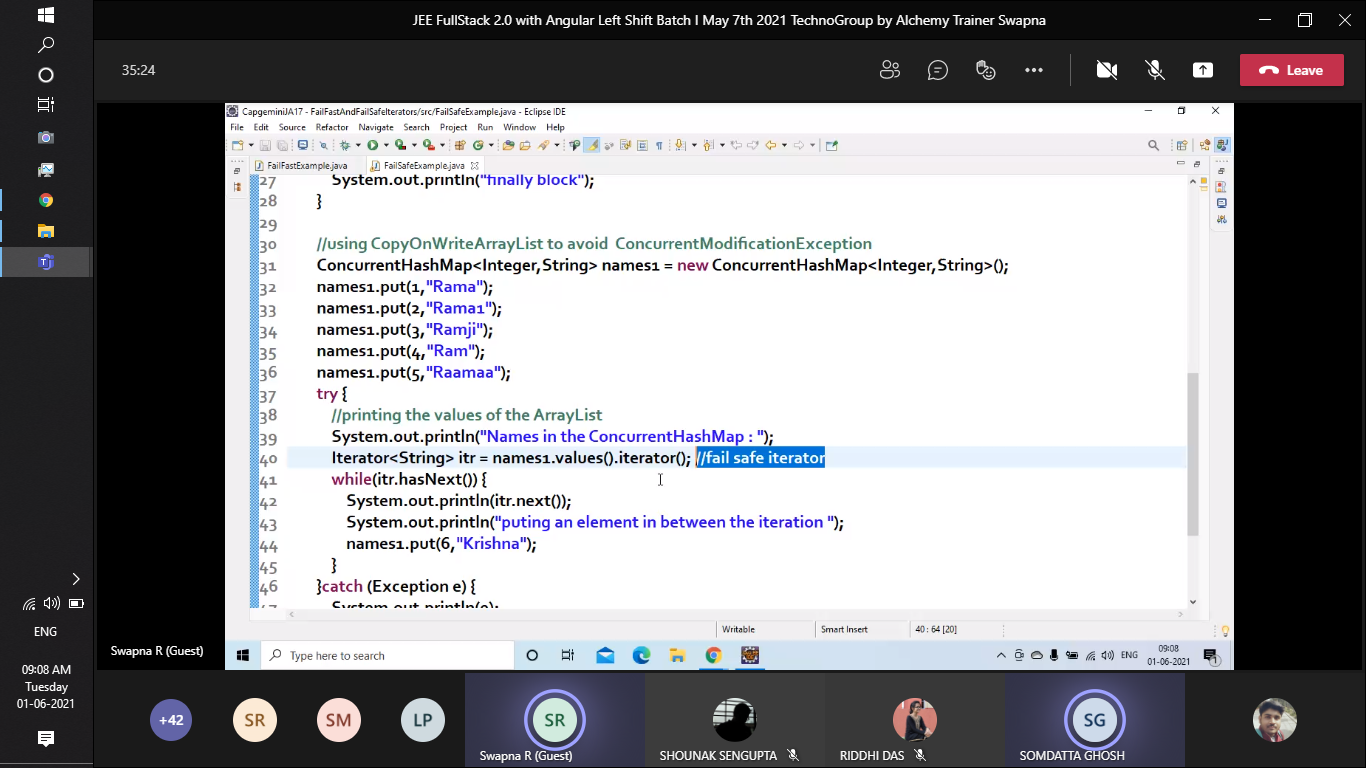 JEE FullStack 2.0 with Angular Left Shift Batch I May 7th 2021 TechnoGroup by Alchemy Trainer Swapna
35:24
Leave
CapgeminiJA17 - FailFastAndFailSafeIterators/src/FailSafeExample.java - Eclipse IDE
File Edit Source Refactor Navigate Search Project Run Window Help
FailFastExample.java FailSafeExample.java
27 System.out.println("finally block");
28 }
29
30 //using CopyOnWriteArrayList to avoid ConcurrentModificationException
31 ConcurrentHashMap<Integer,String> names1 = new ConcurrentHashMap<Integer,String>();
32 names1.put(1,"Rama");
33 names1.put(2,"Rama1");
34 names1.put(3,"Ramji");
35 names1.put(4,"Ram");
36 names1.put(5,"Raamaa");
37 try {
38 //printing the values of the ArrayList
39 System.out.println("Names in the ConcurrentHashMap : ");
40 Iterator<String> itr = names1.values().iterator(); //fail safe iterator
41 while(itr.hasNext()) {
42 System.out.println(itr.next());
43 System.out.println("puting an element in between the iteration ");
44 names1.put(6,"Krishna");
45 }
46 }catch (Exception e) {
47 System.out.println(e);
Writable Smart Insert 40 : 64 [20]
Type here to search
ENG
09:08
01-06-2021
1
Swapna R (Guest)
ENG
09:08 AM
Tuesday
01-06-2021
+42
SR
SM
LP
SR
Swapna R (Guest)
SHOUNAK SENGUPTA
RIDDHI DAS
SG
SOMDATTA GHOSH